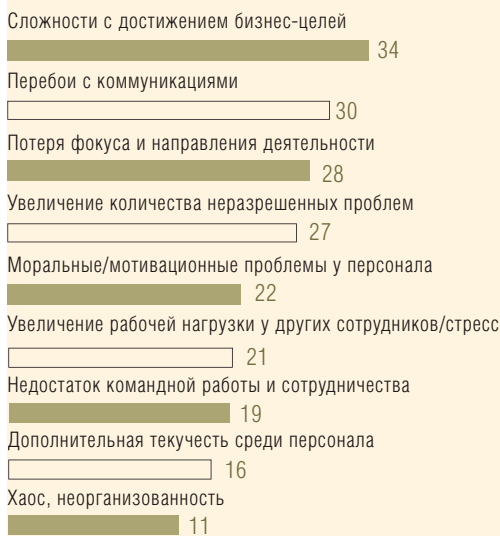 Сложности с достижением бизнес-целей
34
Перебои с коммуникациями
30
Потеря фокуса и направления деятельности
28
Увеличение количества неразрешенных проблем
27
Моральные/мотивационные проблемы у персонала
22
Увеличение рабочей нагрузки у других сотрудников/стресс
21
Недостаток командной работы и сотрудничества
19
Дополнительная текучесть среди персонала
16
Хаос, неорганизованность
11